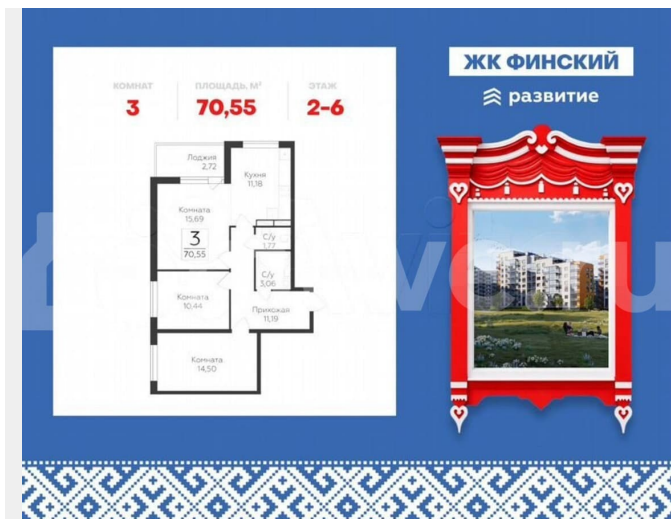 КОМНАТ
3
ПЛОЩАДЬ, М²
70,55
ЭТАЖ
2-6
ЖК ФИНСКИЙ
развитие
Лоджия
2,72
Кухня
11,18
Комната
15,69
3
70,55
С/у
1,77
С/у
3,06
Комната
10,44
Прихожая
11,19
Комната
14,50